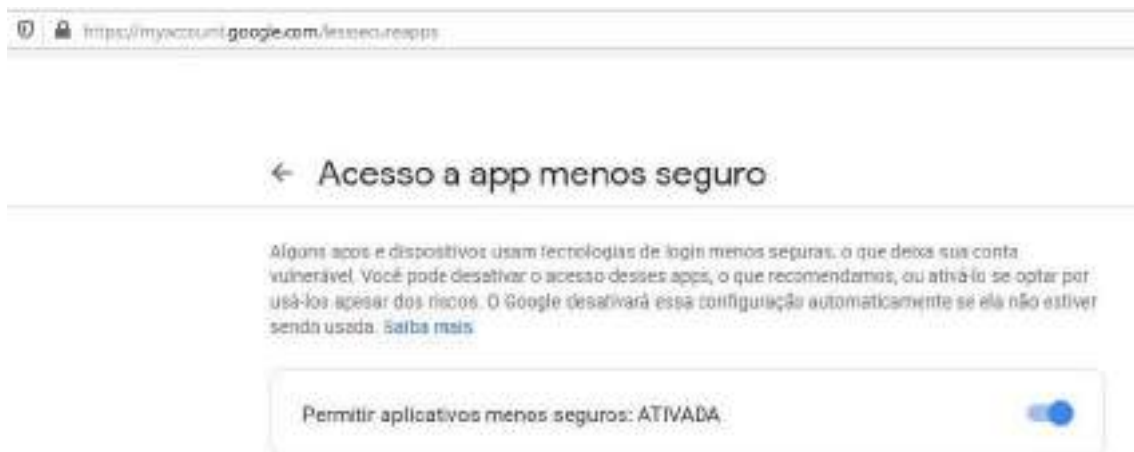 https://myaccount.google.com/lesssecureapps
← Acesso a app menos seguro
Alguns apps e dispositivos usam tecnologias de login menos seguras, o que deixa sua conta
vulnerável. Você pode desativar o acesso desses apps, o que recomendamos, ou ativá-lo se optar por
usá-los apesar dos riscos. O Google desativará essa configuração automaticamente se ela não estiver
sendo usada. Saiba mais
Permitir aplicativos menos seguros: ATIVADA